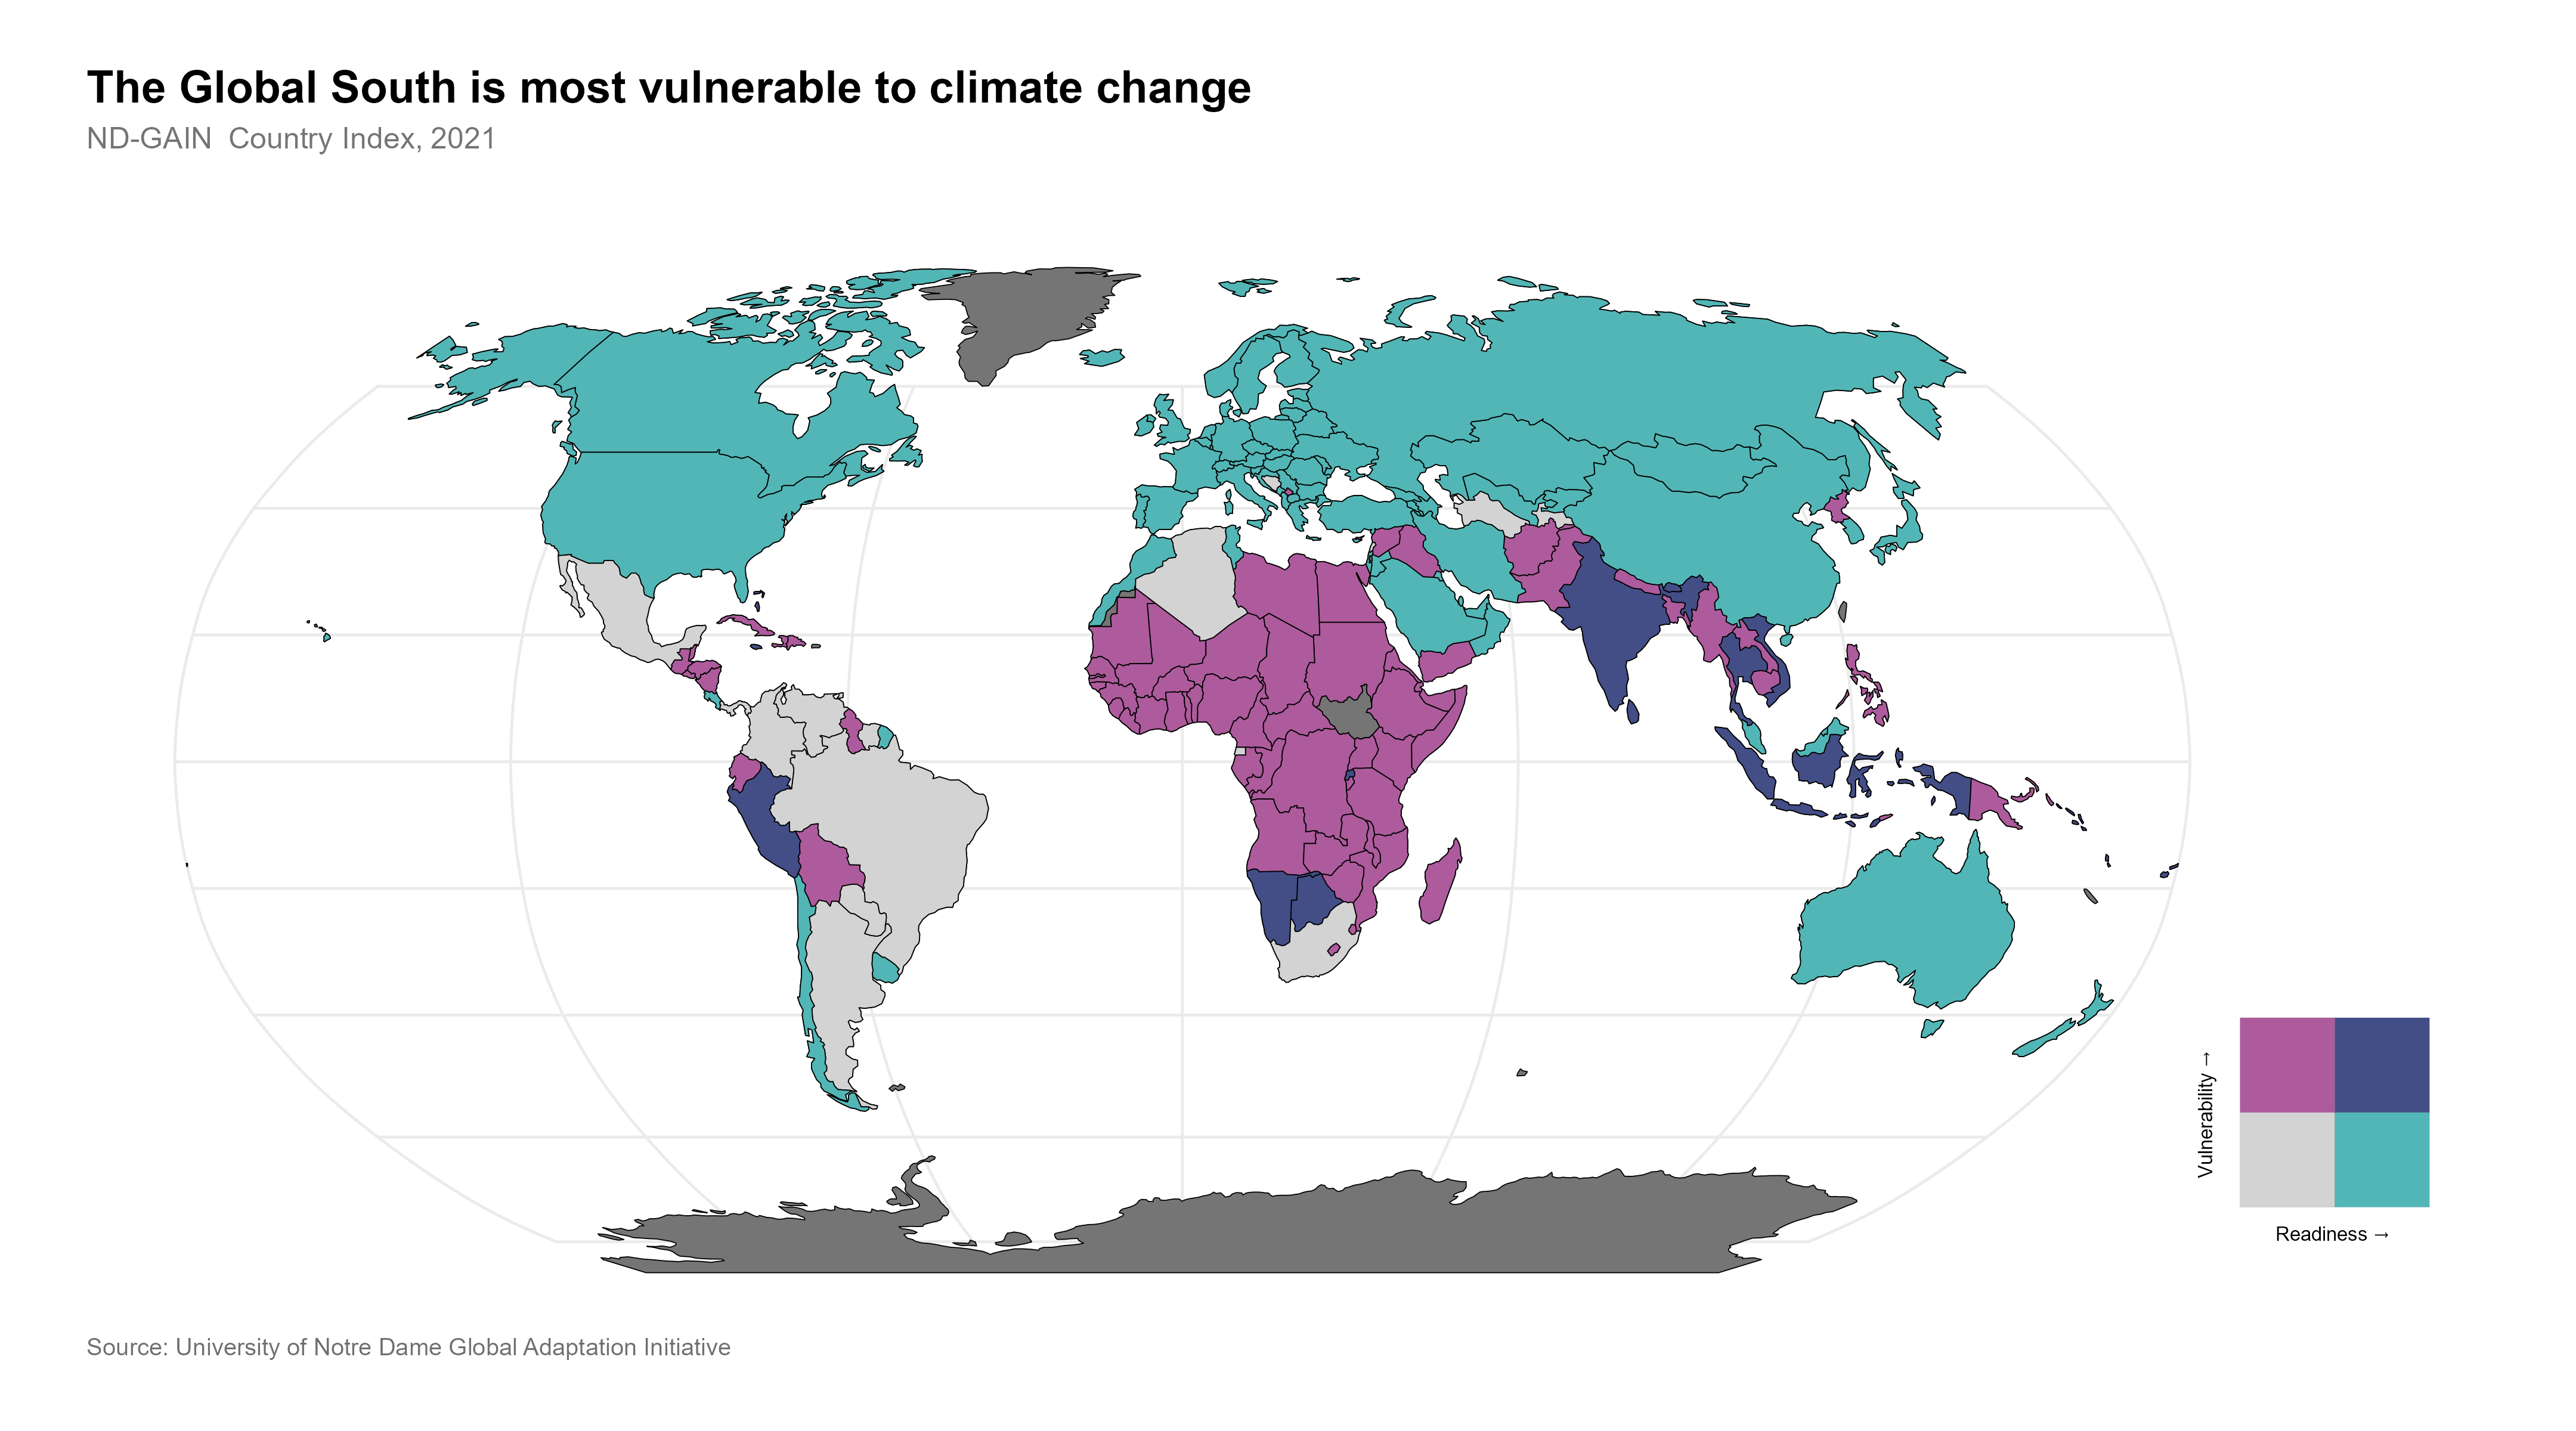 The Global South is most vulnerable to climate change
ND-GAIN  Country Index, 2021
Vulnerability →
Readiness →
Source: University of Notre Dame Global Adaptation Initiative